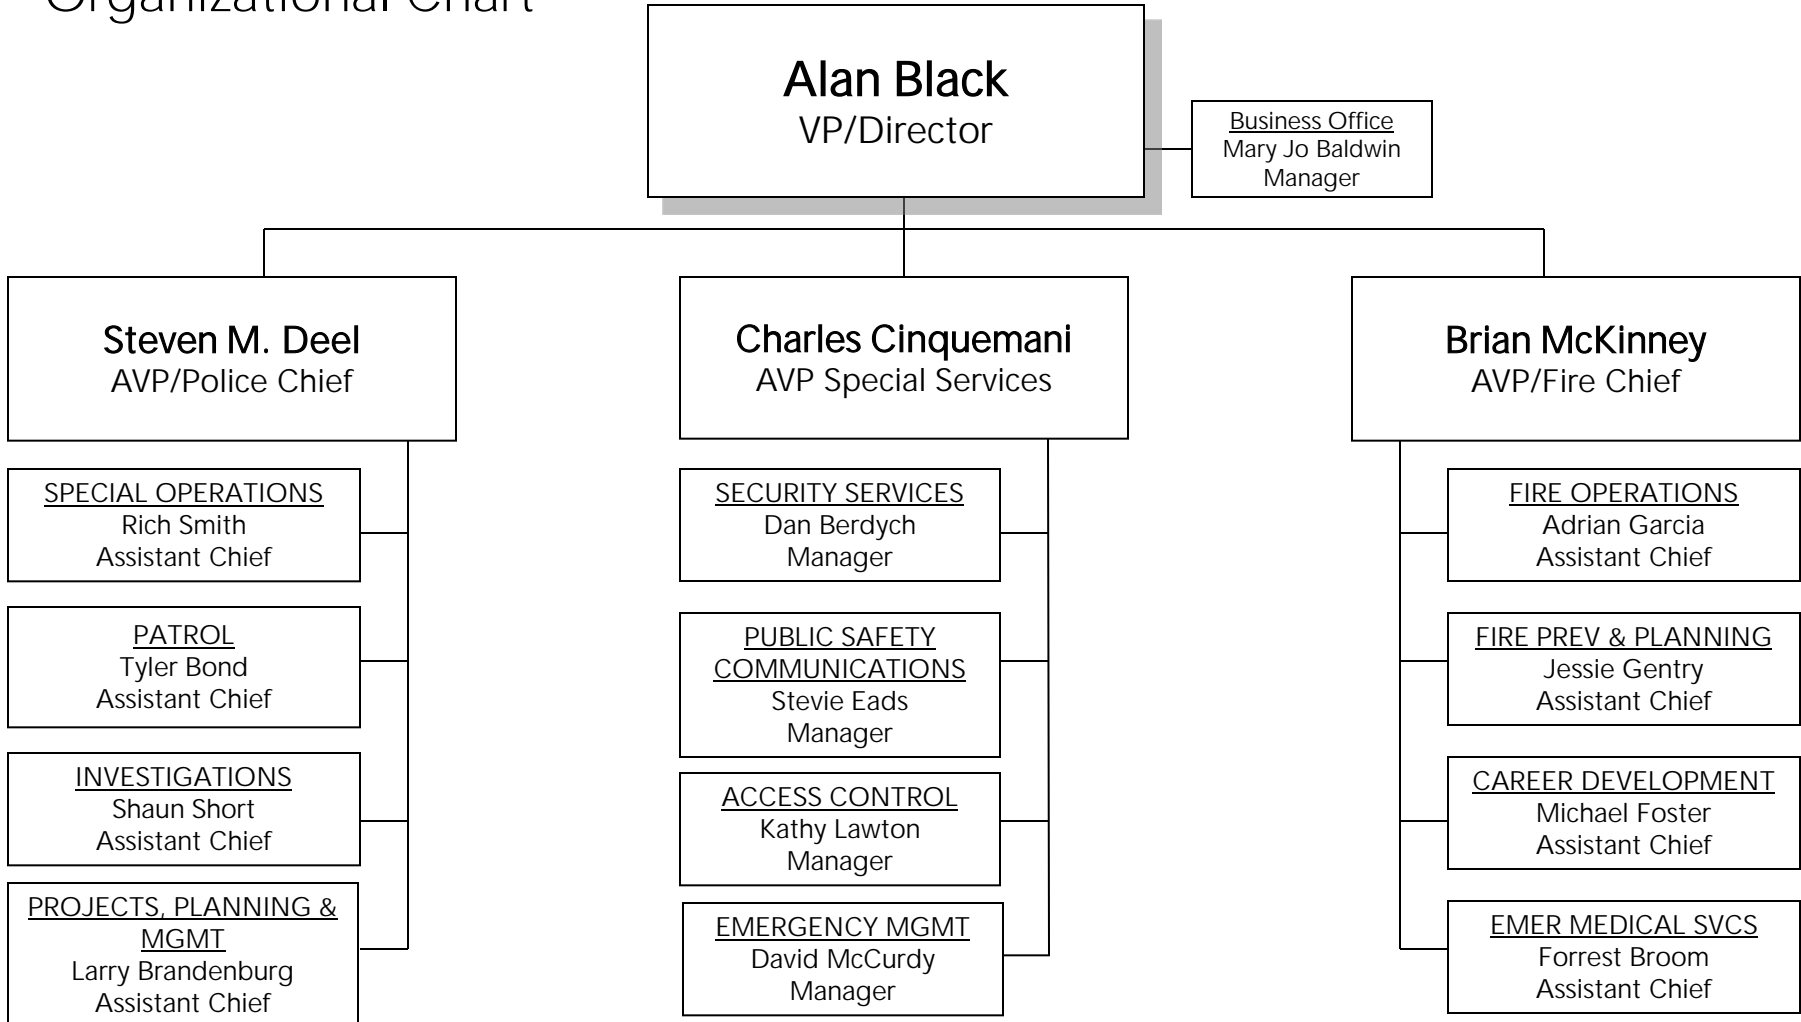 Organizational Chart
Alan Black
VP/Director
Business Office
Mary Jo Baldwin
Manager
Steven M. Deel
AVP/Police Chief
Charles Cinquemani
AVP Special Services
Brian McKinney
AVP/Fire Chief
SPECIAL OPERATIONS
Rich Smith
Assistant Chief
PATROL
Tyler Bond
Assistant Chief
INVESTIGATIONS
Shaun Short
Assistant Chief
PROJECTS, PLANNING &
MGMT
Larry Brandenburg
Assistant Chief
SECURITY SERVICES
Dan Berdych
Manager
PUBLIC SAFETY
COMMUNICATIONS
Stevie Eads
Manager
ACCESS CONTROL
Kathy Lawton
Manager
EMERGENCY MGMT
David McCurdy
Manager
FIRE OPERATIONS
Adrian Garcia
Assistant Chief
FIRE PREV & PLANNING
Jessie Gentry
Assistant Chief
CAREER DEVELOPMENT
Michael Foster
Assistant Chief
EMER MEDICAL SVCS
Forrest Broom
Assistant Chief